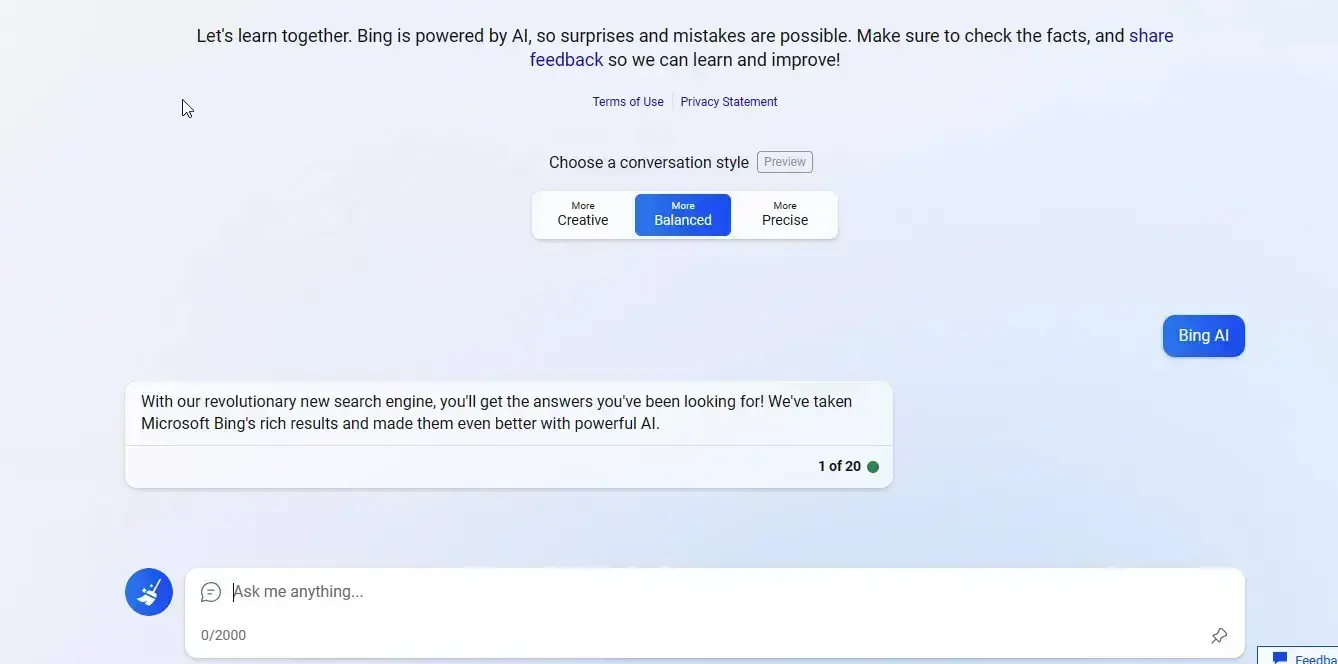 Let's learn together. Bing is powered by AI, so surprises and mistakes are possible. Make sure to check the facts, and share
feedback so we can learn and improve!
Terms of Use Privacy Statement
Choose a conversation style Preview
More More More
Creative Balanced Precise
Bing AI
With our revolutionary new search engine, you'll get the answers you've been looking for! We've taken
Microsoft Bing's rich results and made them even better with powerful AI.
1 of 20
Ask me anything...
0/2000